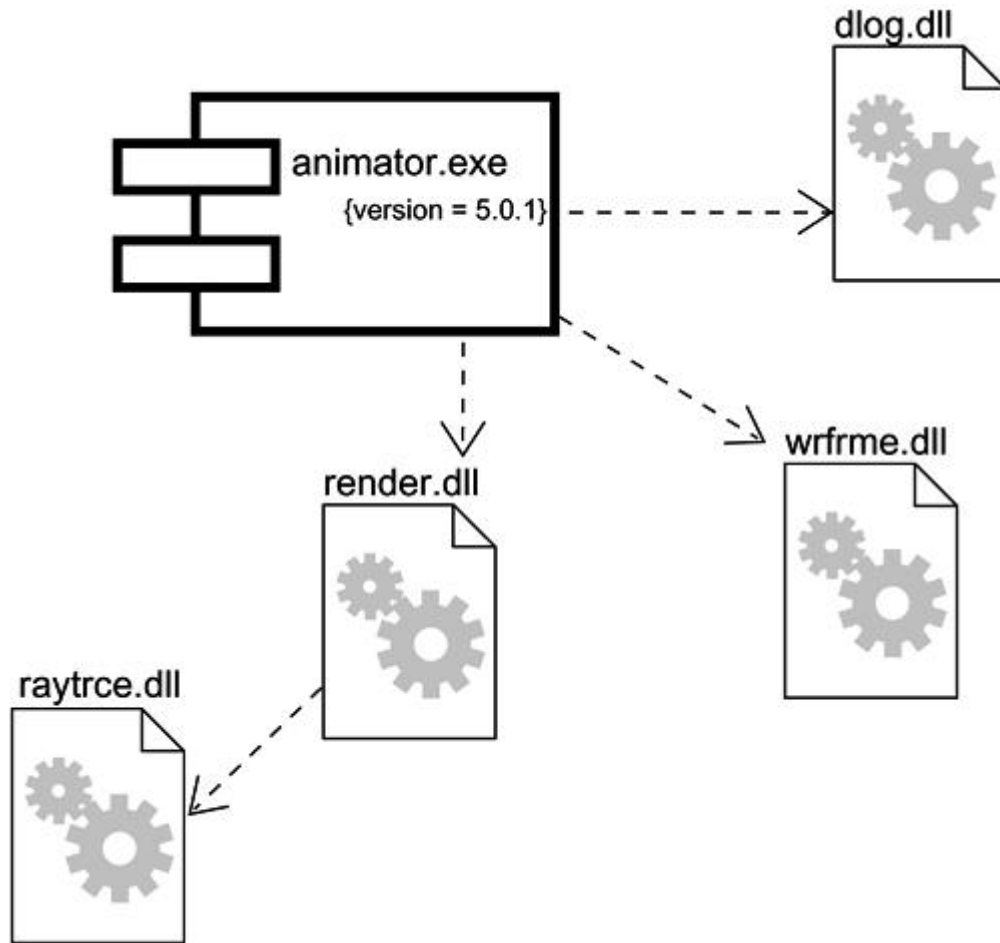 dlog.dll
animator.exe
{version = 5.0.1}
wrfrme.dll
render.dll
raytrce.dll